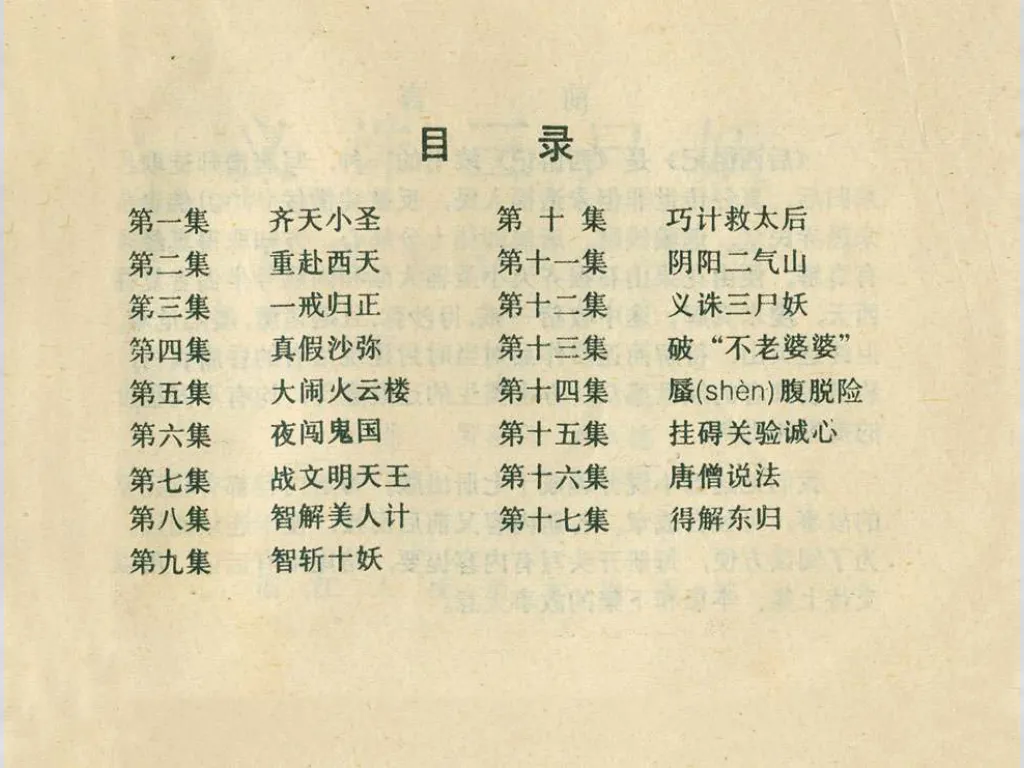 目 录
第一集 齐天小圣
第二集 重赴西天
第三集 一戒归正
第四集 真假沙弥
第五集 大闹火云楼
第六集 夜闯鬼国
第七集 战文明天王
第八集 智解美人计
第九集 智斩十妖
第十集 巧计救太后
第十一集 阴阳二气山
第十二集 义诛三尸妖
第十三集 破“不老婆婆”
第十四集 蜃(shèn)腹脱险
第十五集 挂碍关验诚心
第十六集 唐僧说法
第十七集 得解东归